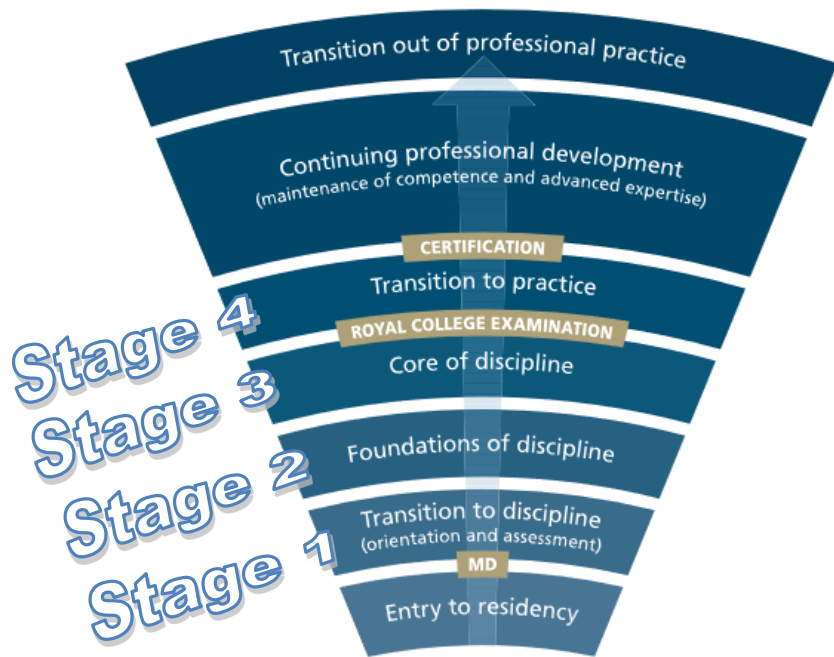 Transition out of professional practice
Continuing professional development
(maintenance of competence and advanced expertise)
CERTIFICATION
Transition to practice
Stage 4
ROYAL COLLEGE EXAMINATION
Core of discipline
Stage 3
Foundations of discipline
Stage 2
Transition to discipline
(orientation and assessment)
Stage 1
MD
Entry to residency